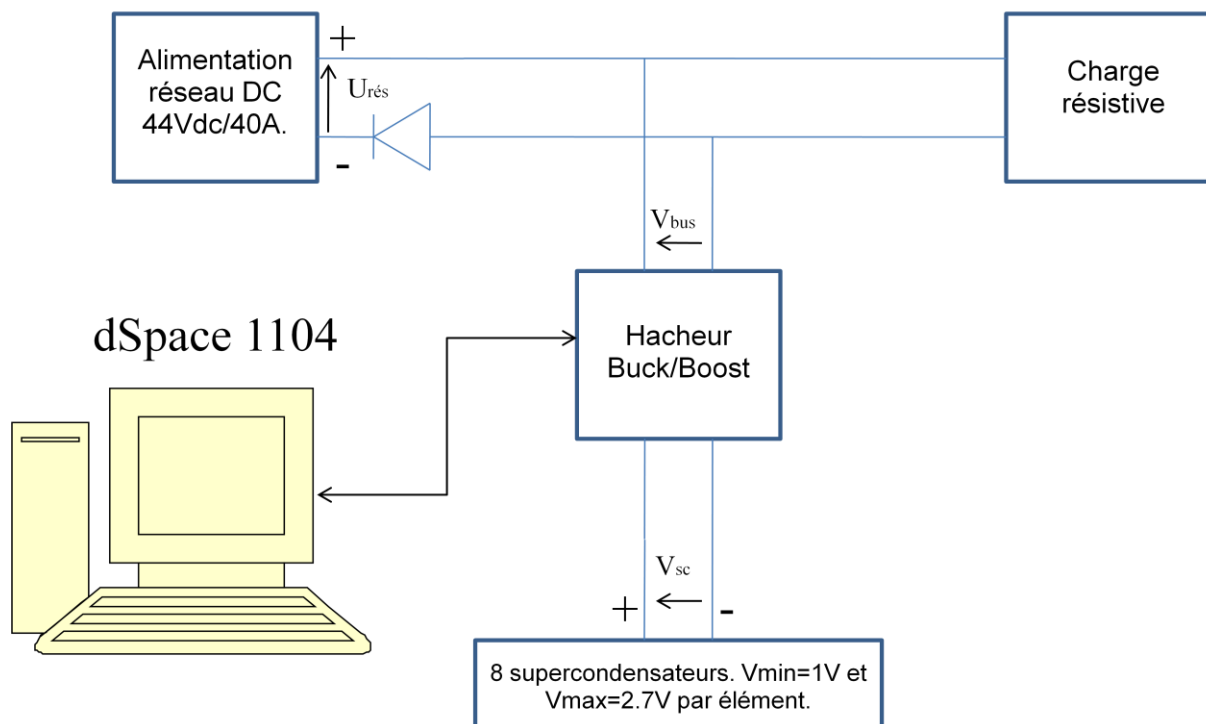 Alimentation
réseau DC
44Vdc/40A.
+
Urés
-
Charge
résistive
Vbus
Hacheur
Buck/Boost
dSpace 1104
Vsc
+
-
8 supercondensateurs. Vmin=1V et
Vmax=2.7V par élément.